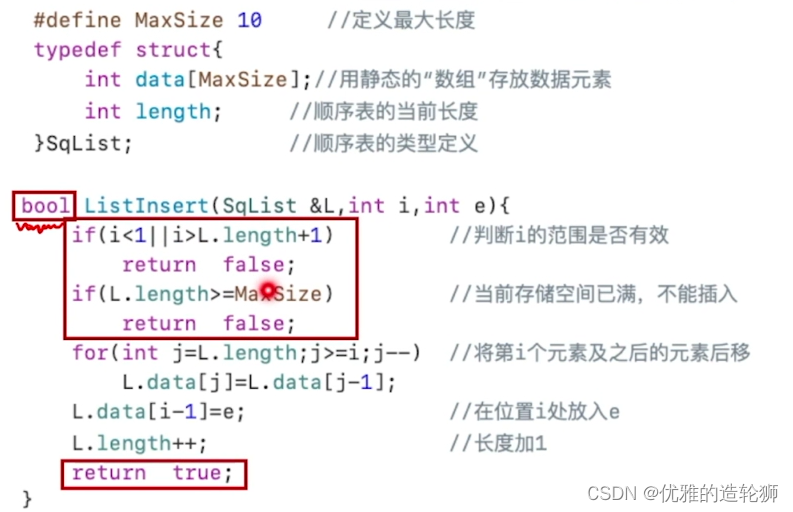 #define MaxSize 10 //定义最大长度
typedef struct{
int data[MaxSize];//用静态的“数组”存放数据元素
int length; //顺序表的当前长度
}SqList; //顺序表的类型定义
bool ListInsert(SqList &L,int i,int e){
if(i<1||i>L.length+1) //判断i的范围是否有效
return false;
if(L.length>=MaxSize) //当前存储空间已满，不能插入
return false;
for(int j=L.length;j>=i;j--) //将第i个元素及之后的元素后移
L.data[j]=L.data[j-1];
L.data[i-1]=e; //在位置i处放入e
L.length++; //长度加1
return true;
}
CSDN @优雅的造轮狮